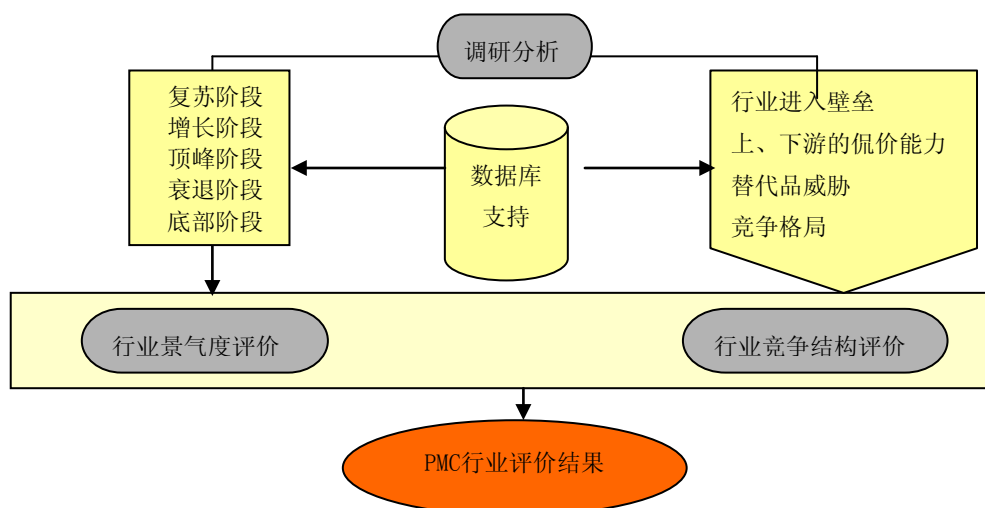 调研分析
复苏阶段
增长阶段
顶峰阶段
衰退阶段
底部阶段
数据库
支持
行业进入壁垒
上、下游的侃价能力
替代品威胁
竞争格局
行业景气度评价
行业竞争结构评价
PMC行业评价结果